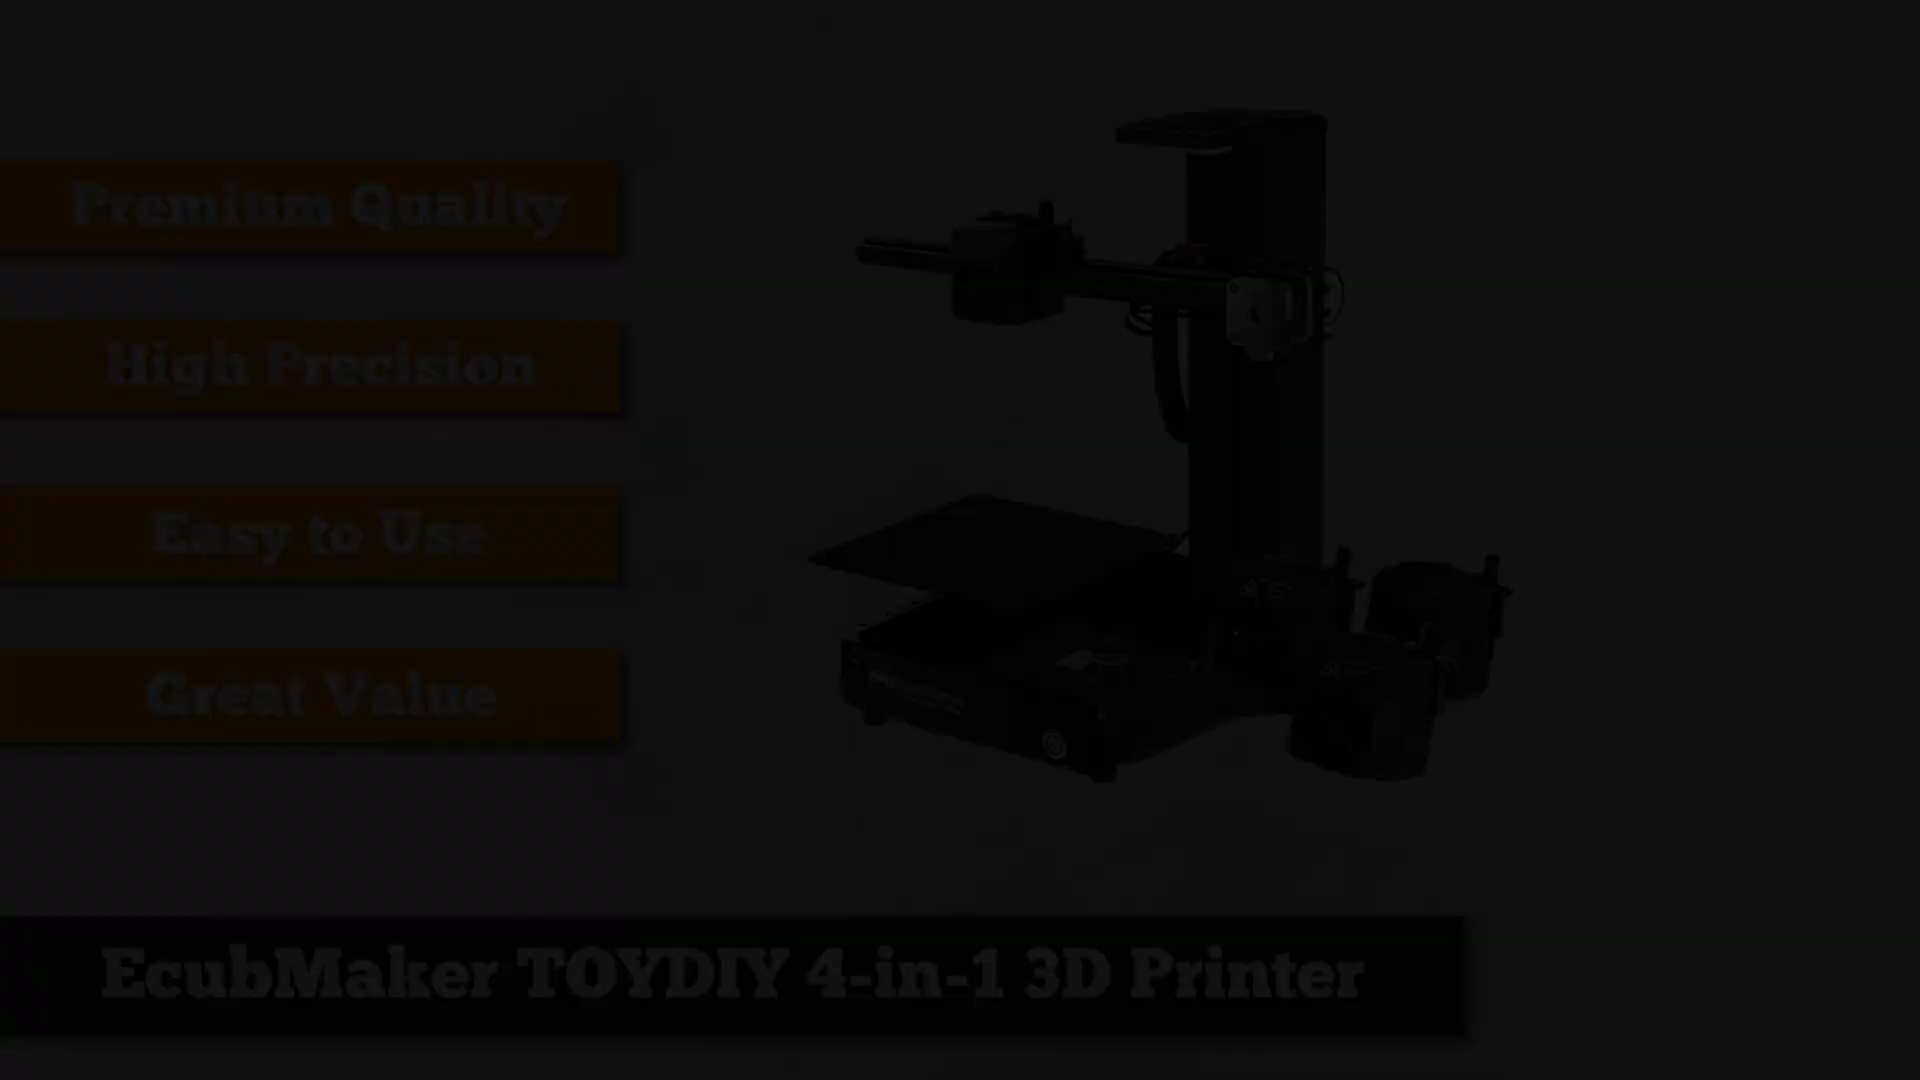 Premium Quality
High Precision
Easy to Use
Great Value
EcubMaker TOYDIY 4-in-1 3D Printer